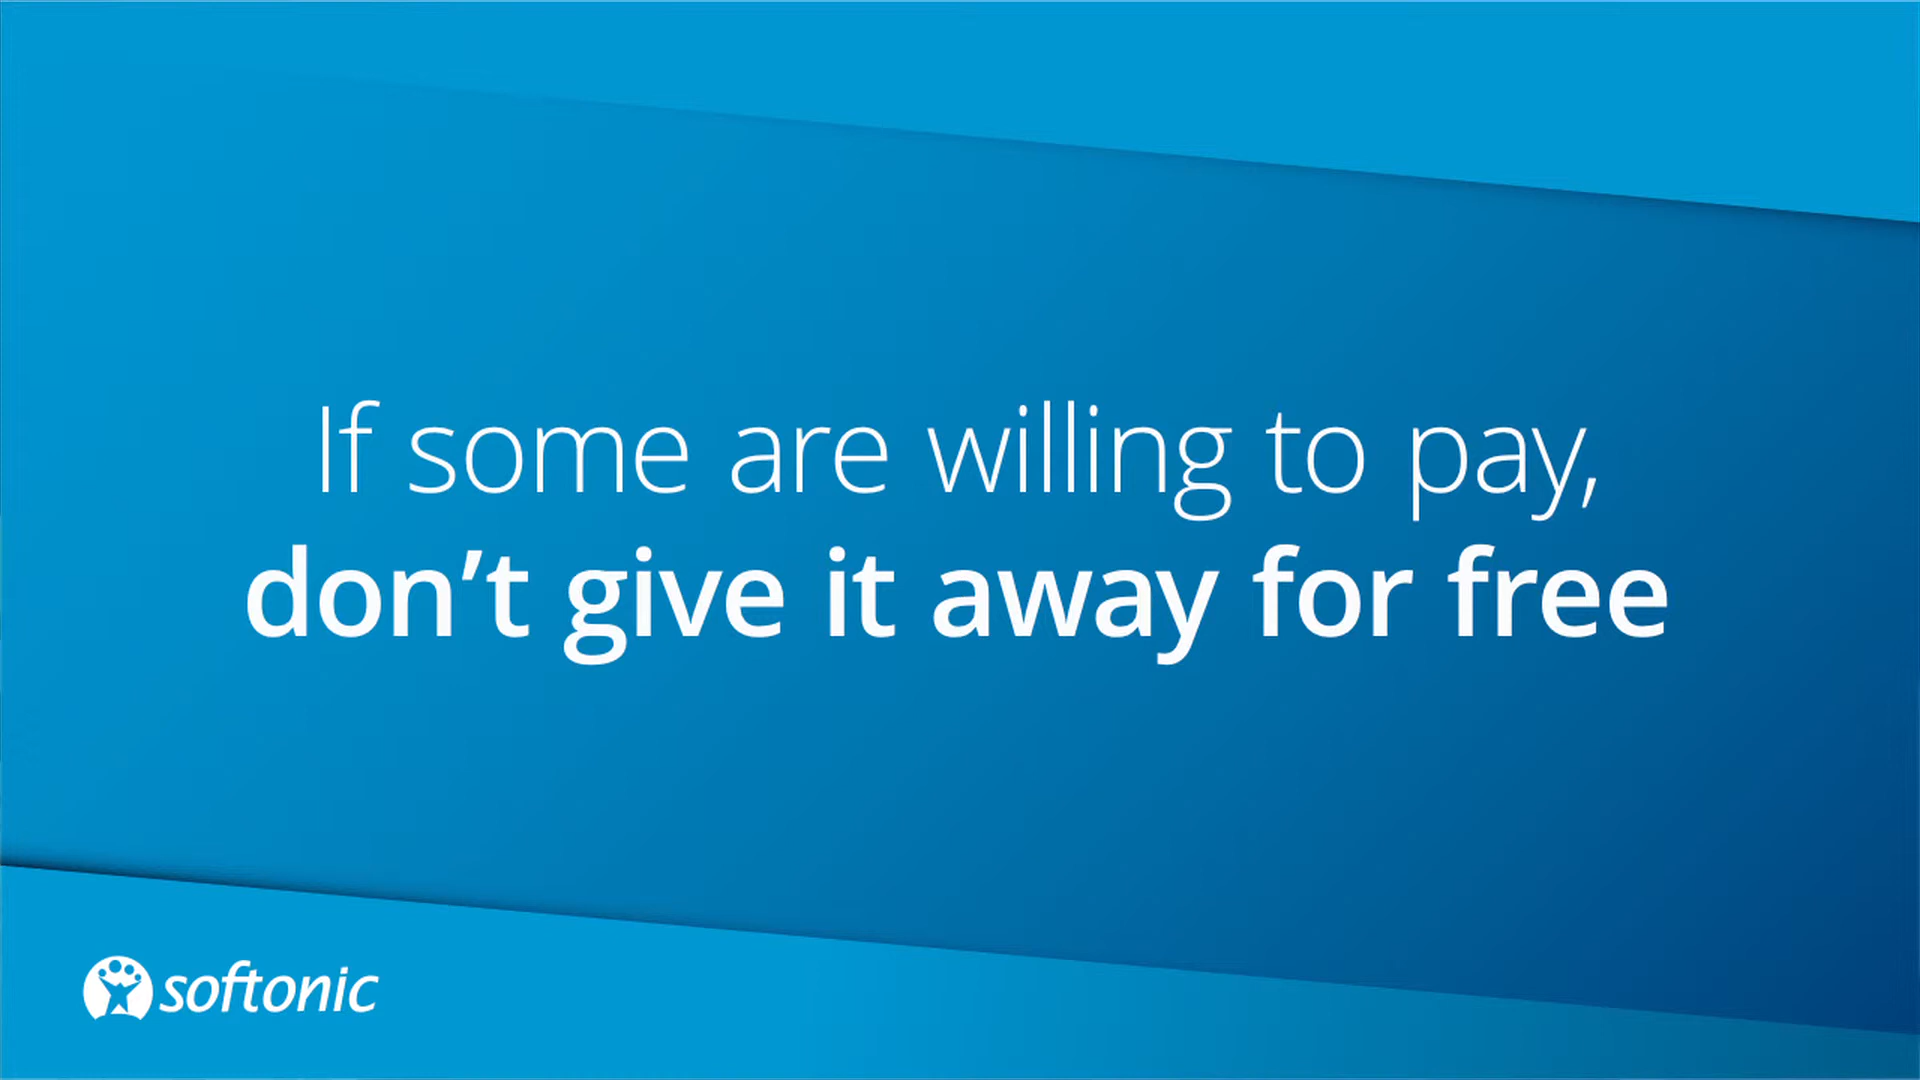 If some are willing to pay,
don’t give it away for free
softonic